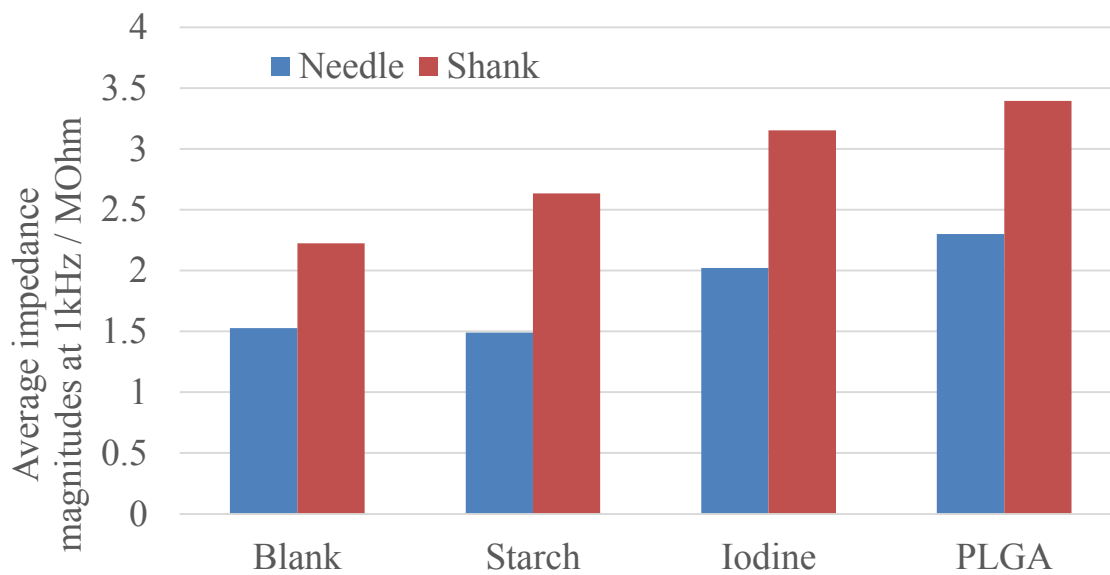 Average impedance
magnitudes at 1kHz / MOhm
4
3.5
3
2.5
2
1.5
1
0.5
0
Needle Shank
Blank Starch Iodine PLGA